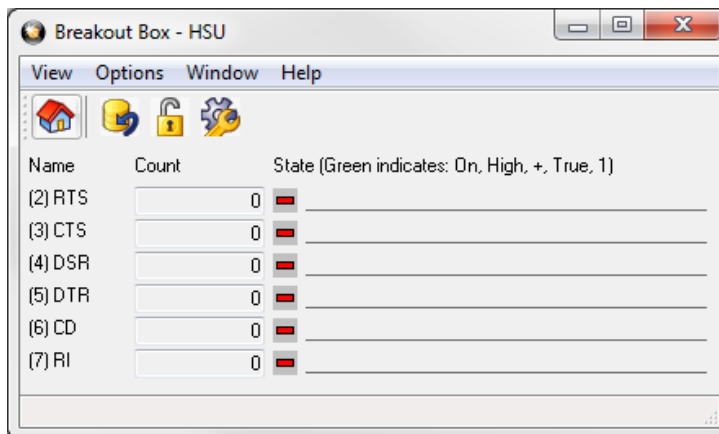 Breakout Box - HSU
View Options Window Help
Name Count State (Green indicates: On, High, +, True, 1)
(2) RTS 0
(3) CTS 0
(4) DSR 0
(5) DTR 0
(6) CD 0
(7) RI 0